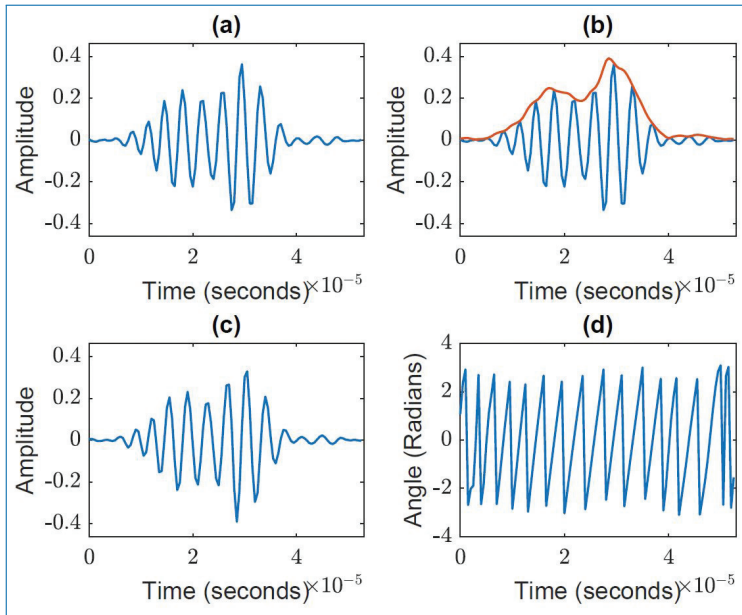 (a)
Amplitude
0.4
0.2
0
-0.2
-0.4
0 2 4
Time (seconds) ×10⁻⁵
(b)
Amplitude
0.4
0.2
0
-0.2
-0.4
0 2 4
Time (seconds) ×10⁻⁵
(c)
Amplitude
0.4
0.2
0
-0.2
-0.4
0 2 4
Time (seconds) ×10⁻⁵
(d)
Angle (Radians)
4
2
0
-2
-4
0 2 4
Time (seconds) ×10⁻⁵